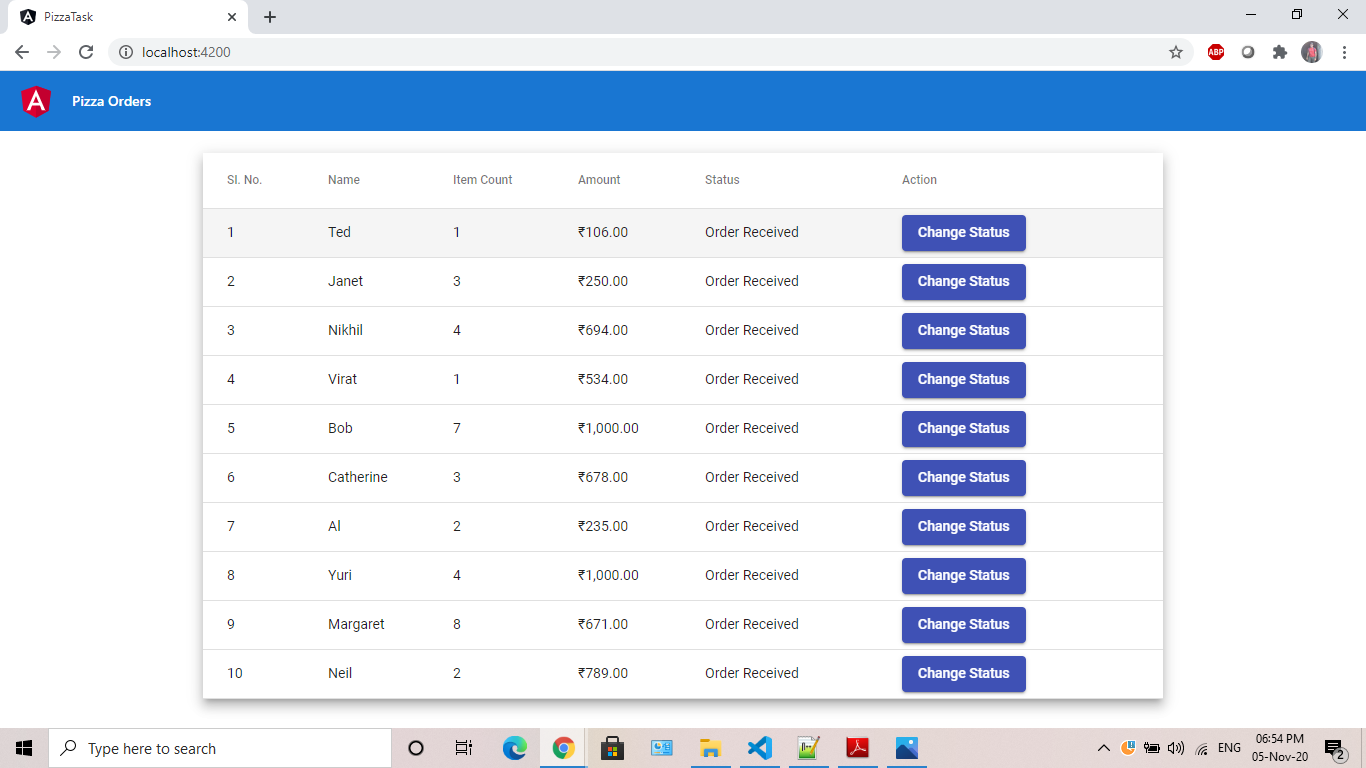 PizzaTask
localhost:4200
ABP
Pizza Orders
Sl. No. Name Item Count Amount Status Action
1 Ted 1 ₹106.00 Order Received Change Status
2 Janet 3 ₹250.00 Order Received Change Status
3 Nikhil 4 ₹694.00 Order Received Change Status
4 Virat 1 ₹534.00 Order Received Change Status
5 Bob 7 ₹1,000.00 Order Received Change Status
6 Catherine 3 ₹678.00 Order Received Change Status
7 Al 2 ₹235.00 Order Received Change Status
8 Yuri 4 ₹1,000.00 Order Received Change Status
9 Margaret 8 ₹671.00 Order Received Change Status
10 Neil 2 ₹789.00 Order Received Change Status
Type here to search
ENG
06:54 PM
05-Nov-20
2